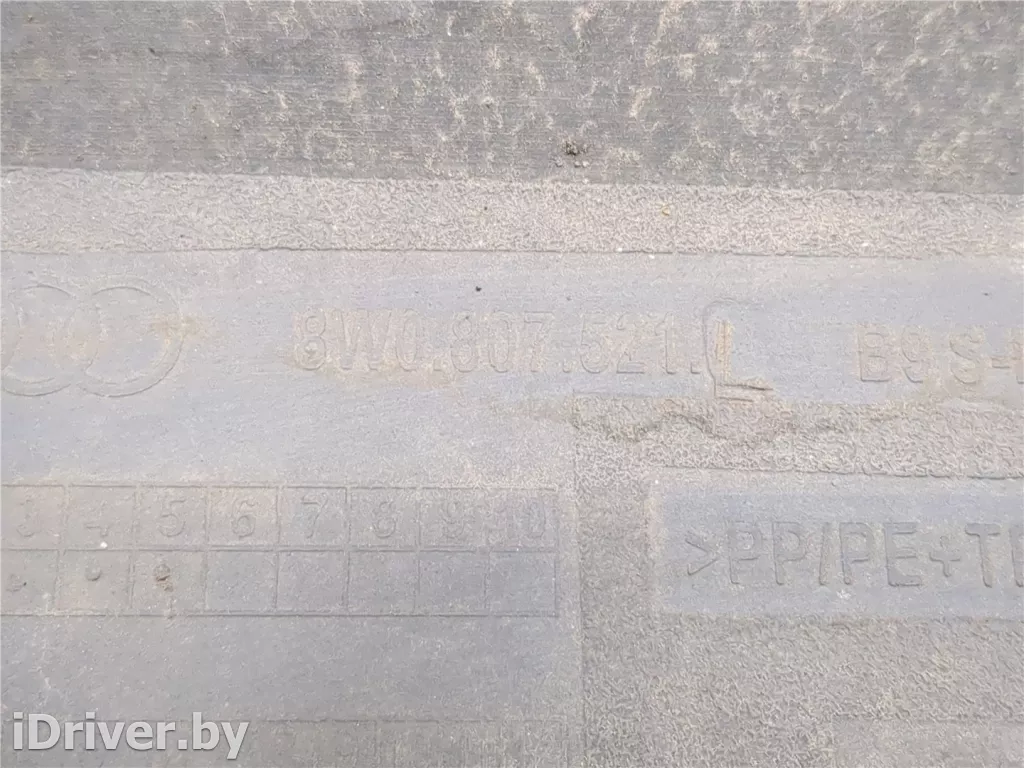 8W0.807.521.L B9 S-
3 4 5 6 7 8 9 10
>PP/PE+T
iDriver.by